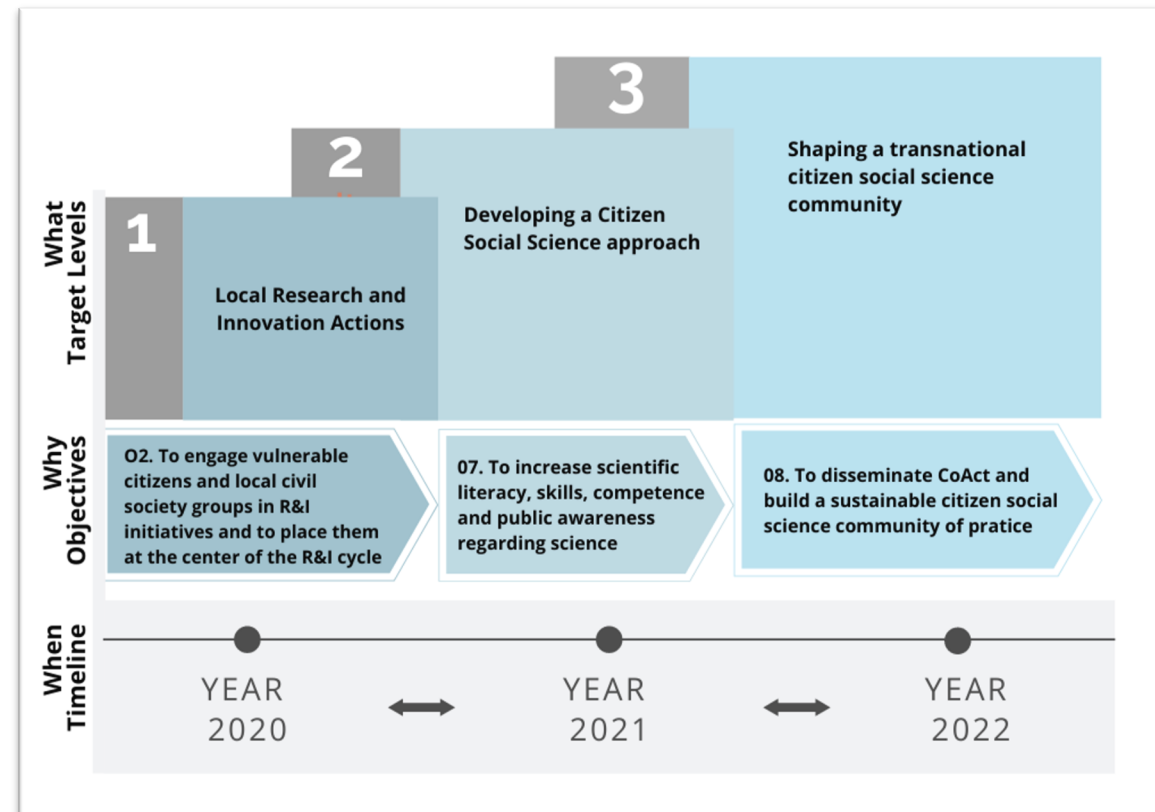 What
Target Levels
1
Local Research and
Innovation Actions
2
Developing a Citizen
Social Science approach
3
Shaping a transnational
citizen social science
community
Why
Objectives
O2. To engage vulnerable
citizens and local civil
society groups in R&I
initiatives and to place them
at the center of the R&I cycle
07. To increase scientific
literacy, skills, competence
and public awareness
regarding science
08. To disseminate CoAct and
build a sustainable citizen social
science community of pratice
When
Timeline
YEAR
2020
YEAR
2021
YEAR
2022